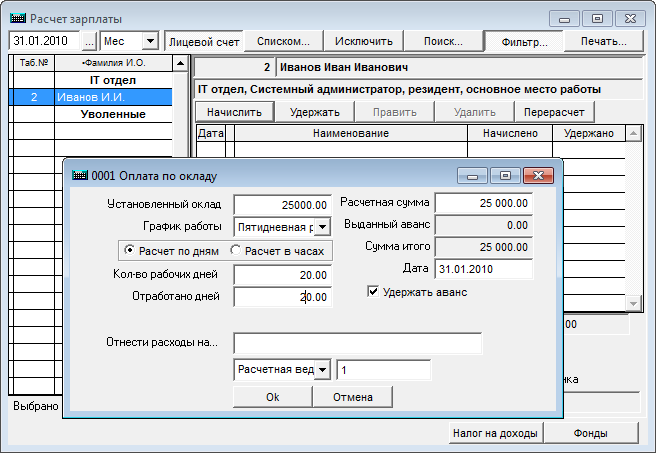 Расчет зарплаты
31.01.2010 ... Мес Лицевой счет Списком... Исключить Поиск... Фильтр... Печать...
Таб.№ •Фамилия И.О.
IT отдел
2 Иванов И.И.
Уволенные
2 Иванов Иван Иванович
IT отдел, Системный администратор, резидент, основное место работы
Начислить Удержать Править Удалить Перерасчет
Дата Наименование Начислено Удержано
0001 Оплата по окладу
Установленный оклад 25000.00 Расчетная сумма 25 000.00
График работы Пятидневная р Выданный аванс 0.00
Расчет по дням Расчет в часах Сумма итого 25 000.00
Кол-во рабочих дней 20.00 Дата 31.01.2010
Отработано дней 20.00 Удержать аванс
00
Отнести расходы на...
Расчетная вед 1
нка
Ok Отмена
Выбрано
Налог на доходы Фонды